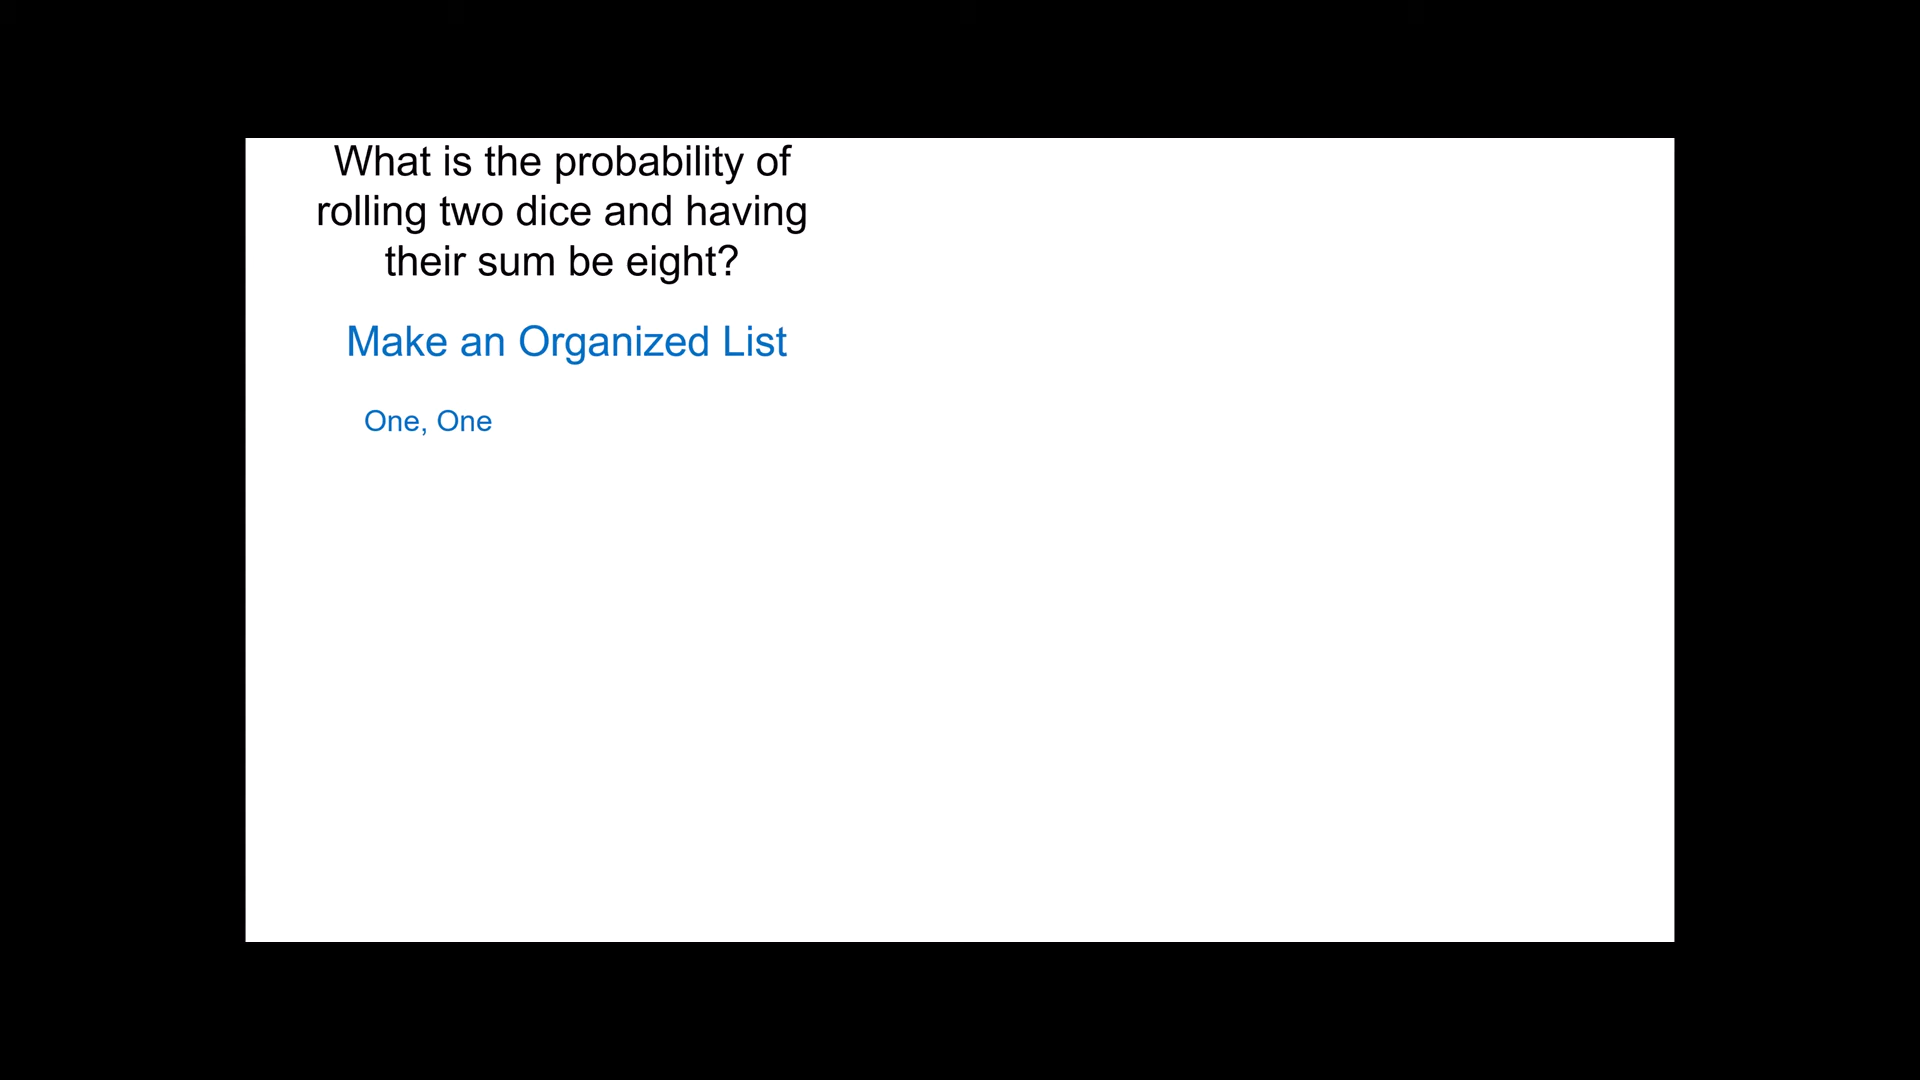 What is the probability of
rolling two dice and having
their sum be eight?
Make an Organized List
One, One